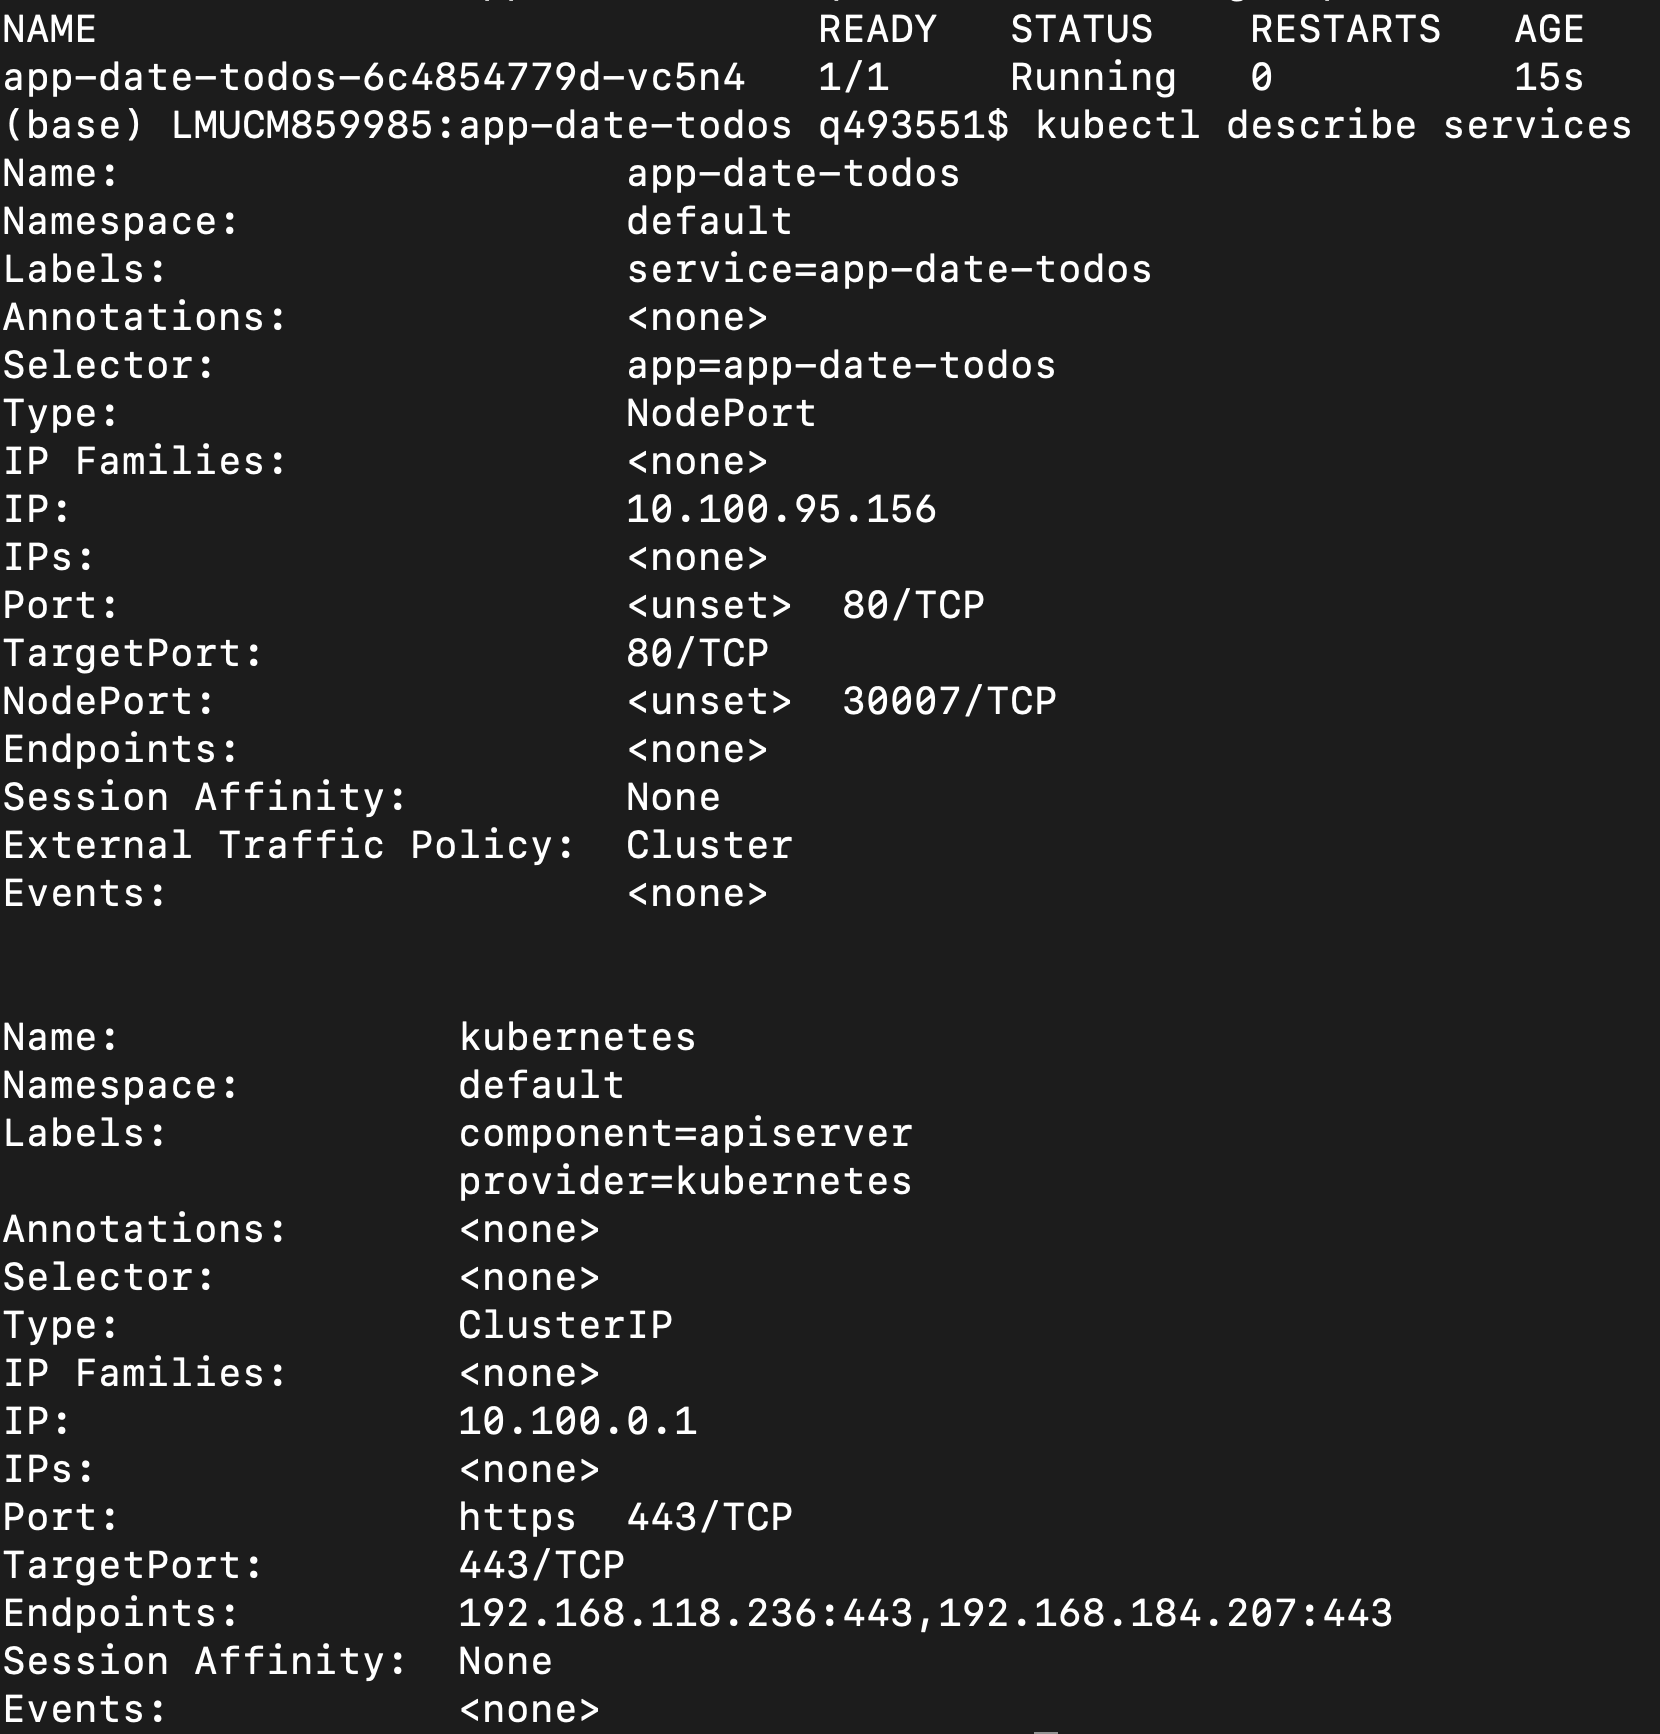 NAME READY STATUS RESTARTS AGE
app-date-todos-6c4854779d-vc5n4 1/1 Running 0 15s
(base) LMUCM859985:app-date-todos q493551$ kubectl describe services
Name: app-date-todos
Namespace: default
Labels: service=app-date-todos
Annotations: <none>
Selector: app=app-date-todos
Type: NodePort
IP Families: <none>
IP: 10.100.95.156
IPs: <none>
Port: <unset> 80/TCP
TargetPort: 80/TCP
NodePort: <unset> 30007/TCP
Endpoints: <none>
Session Affinity: None
External Traffic Policy: Cluster
Events: <none>
Name: kubernetes
Namespace: default
Labels: component=apiserver
provider=kubernetes
Annotations: <none>
Selector: <none>
Type: ClusterIP
IP Families: <none>
IP: 10.100.0.1
IPs: <none>
Port: https 443/TCP
TargetPort: 443/TCP
Endpoints: 192.168.118.236:443,192.168.184.207:443
Session Affinity: None
Events: <none>